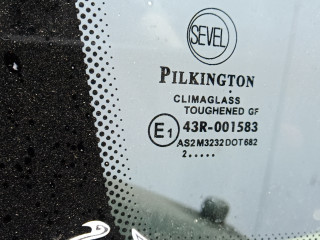 SEVEL
PILKINGTON
CLIMAGLASS
TOUGHENED GF
E1 43R-001583
AS2M3232DOT682
2.....